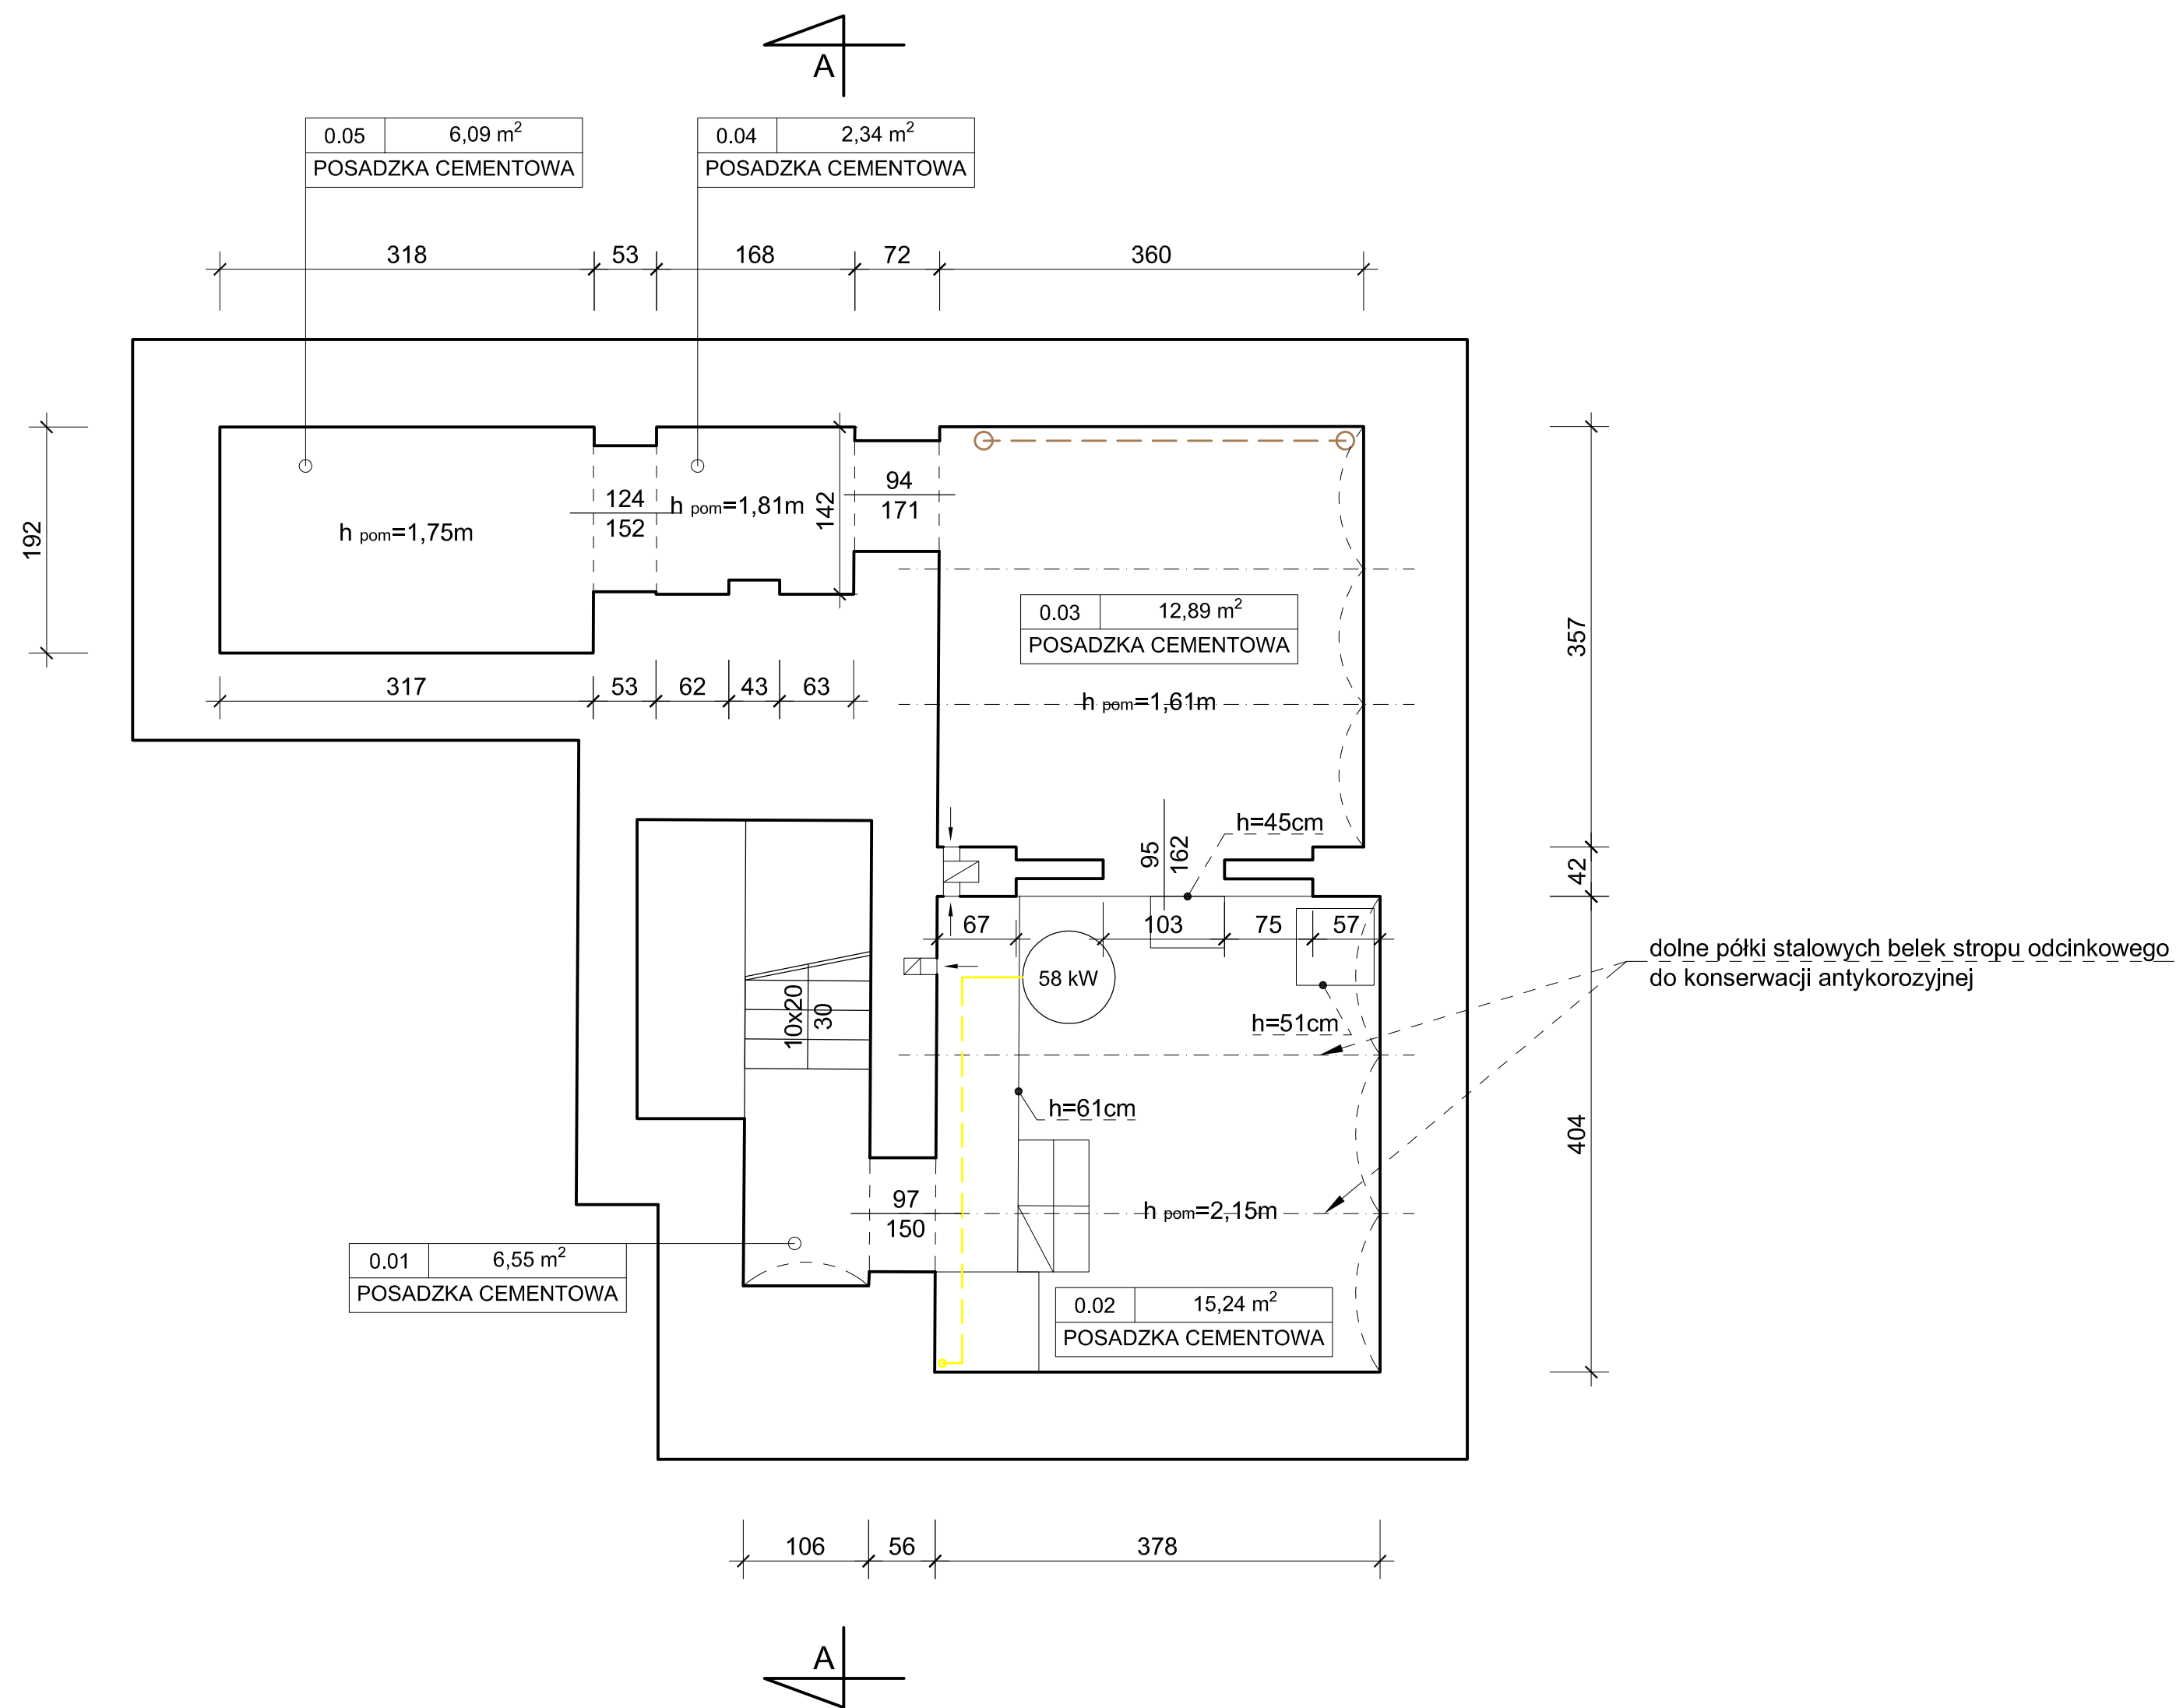 A
0.05 6,09 m²
POSADZKA CEMENTOWA
0.04 2,34 m²
POSADZKA CEMENTOWA
318 53 168 72 360
192
h pom=1,75m
124
152
h pom=1,81m
142
94
171
0.03 12,89 m²
POSADZKA CEMENTOWA
357
317 53 62 43 63
h pom=1,61m
h=45cm
95
162
42
67 103 75 57
58 kW
dolne półki stalowych belek stropu odcinkowego
do konserwacji antykorozyjnej
10x20
30
h=51cm
h=61cm
404
97
150
h pom=2,15m
0.01 6,55 m²
POSADZKA CEMENTOWA
0.02 15,24 m²
POSADZKA CEMENTOWA
106 56 378
A